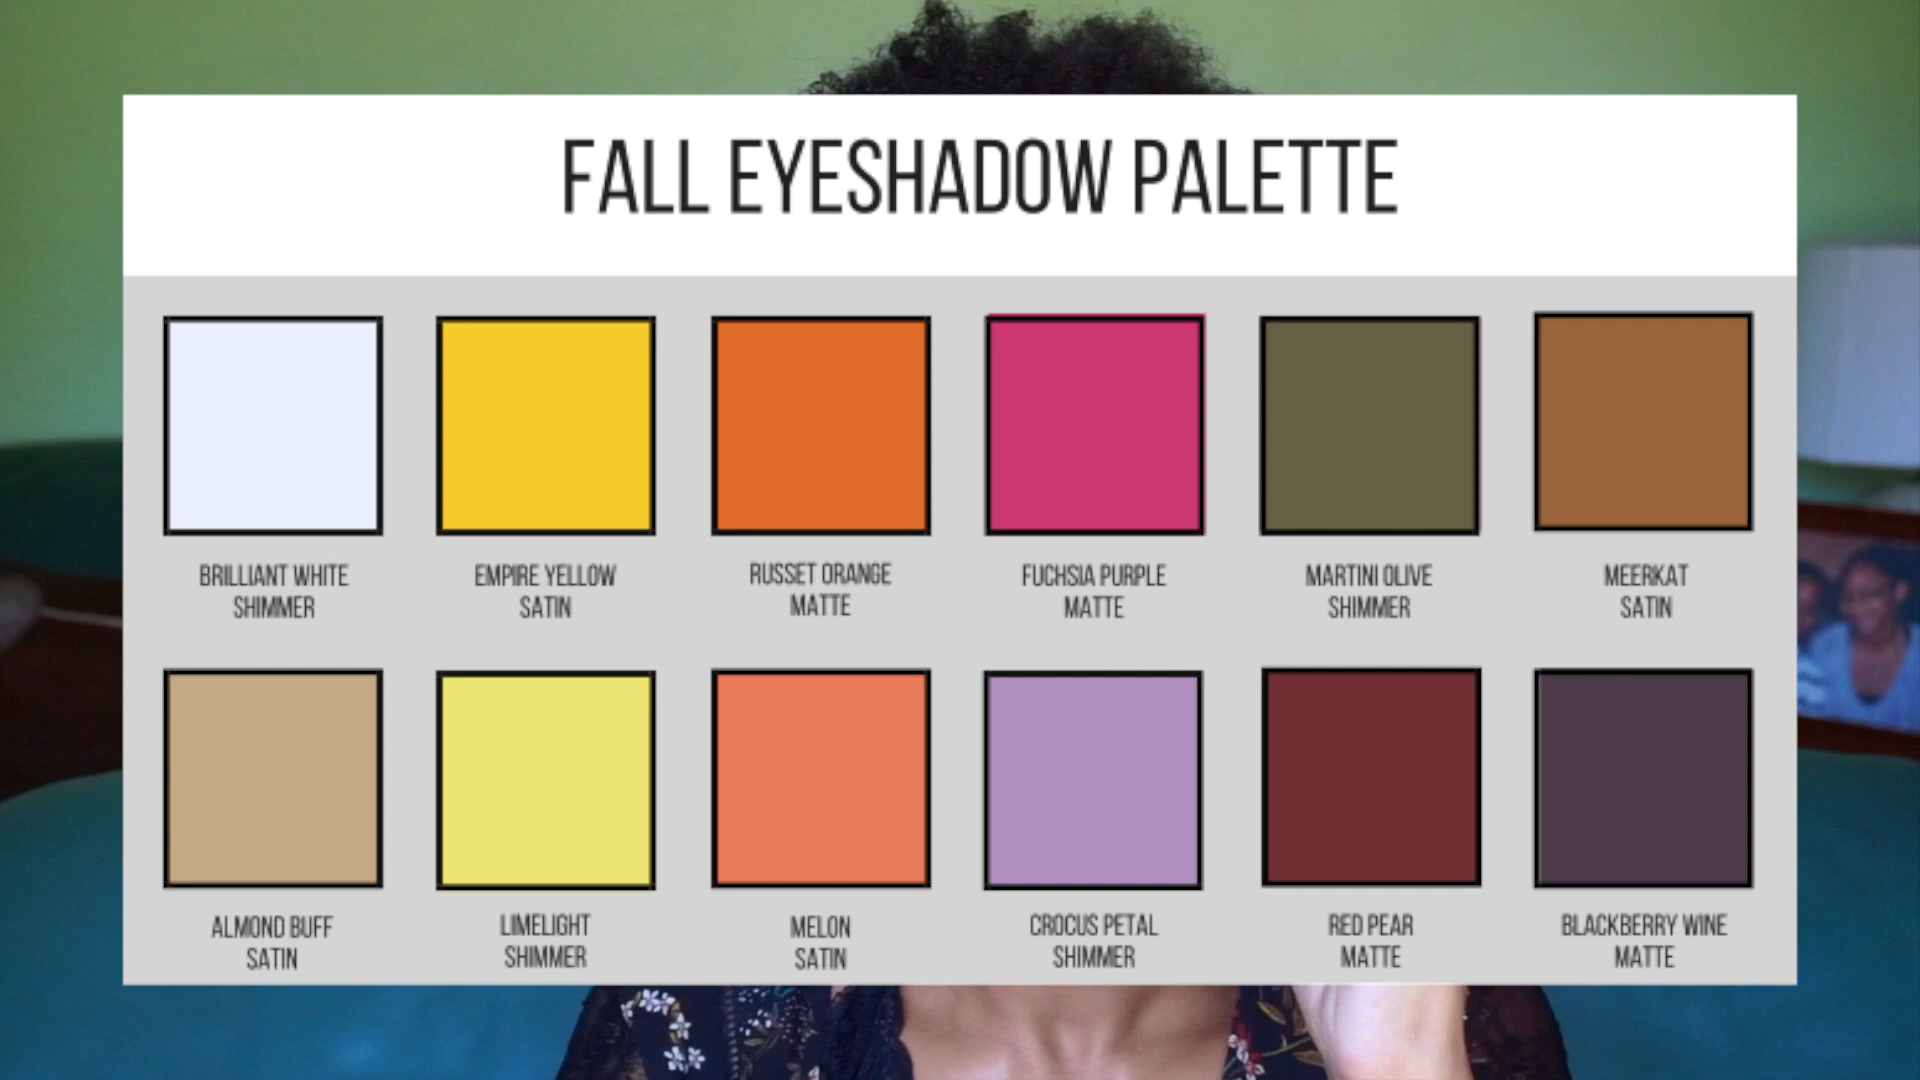 FALL EYESHADOW PALETTE
BRILLIANT WHITE
SHIMMER
EMPIRE YELLOW
SATIN
RUSSET ORANGE
MATTE
FUCHSIA PURPLE
MATTE
MARTINI OLIVE
SHIMMER
MEERKAT
SATIN
ALMOND BUFF
SATIN
LIMELIGHT
SHIMMER
MELON
SATIN
CROCUS PETAL
SHIMMER
RED PEAR
MATTE
BLACKBERRY WINE
MATTE